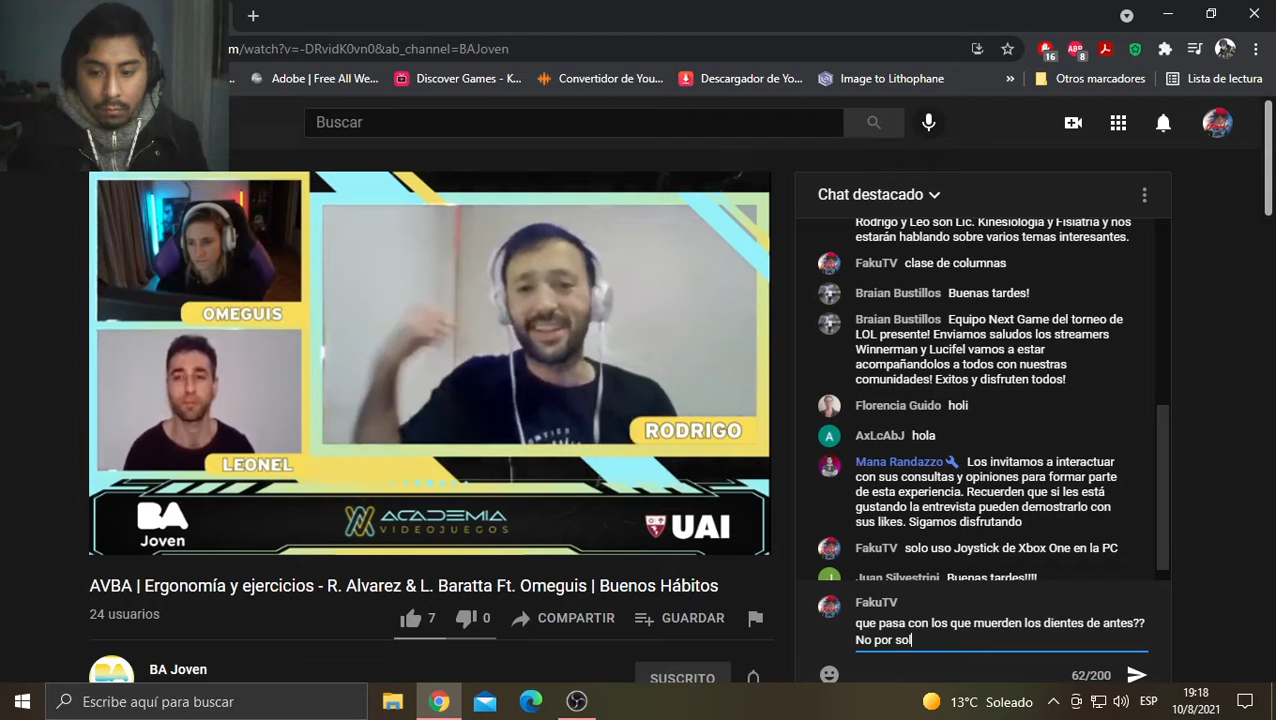 m/watch?v=-DRvidK0vn0&ab_channel=BAJoven
16
ABP
8
Adobe | Free All We...
Discover Games - K...
Convertidor de You...
Descargador de Yo...
Image to Lithophane
»
Otros marcadores
Lista de lectura
Buscar
OMEGUIS
LEONEL
RODRIGO
BA
Joven
ACADEMIA
VIDEOJUEGOS
UAI
AVBA | Ergonomía y ejercicios - R. Alvarez & L. Baratta Ft. Omeguis | Buenos Hábitos
24 usuarios
7
0
COMPARTIR
GUARDAR
BA Joven
SUSCRITO
Chat destacado
Rodrigo y Leo son Lic. Kinesiología y Fisiatría y nos
estarán hablando sobre varios temas interesantes.
FakuTV clase de columnas
Braian Bustillos Buenas tardes!
Braian Bustillos Equipo Next Game del torneo de
LOL presente! Enviamos saludos los streamers
Winnerman y Lucifel vamos a estar
acompañandolos a todos con nuestras
comunidades! Exitos y disfruten todos!
Florencia Guido holi
A
AxLcAbJ hola
Mana Randazzo Los invitamos a interactuar
con sus consultas y opiniones para formar parte
de esta experiencia. Recuerden que si les está
gustando la entrevista pueden demostrarlo con
sus likes. Sigamos disfrutando
FakuTV solo uso Joystick de Xbox One en la PC
J
Juan Silvestrini Buenas tardes!!!!
FakuTV
que pasa con los que muerden los dientes de antes??
No por sol
62/200
Escribe aquí para buscar
13°C Soleado
ESP
19:18
10/8/2021